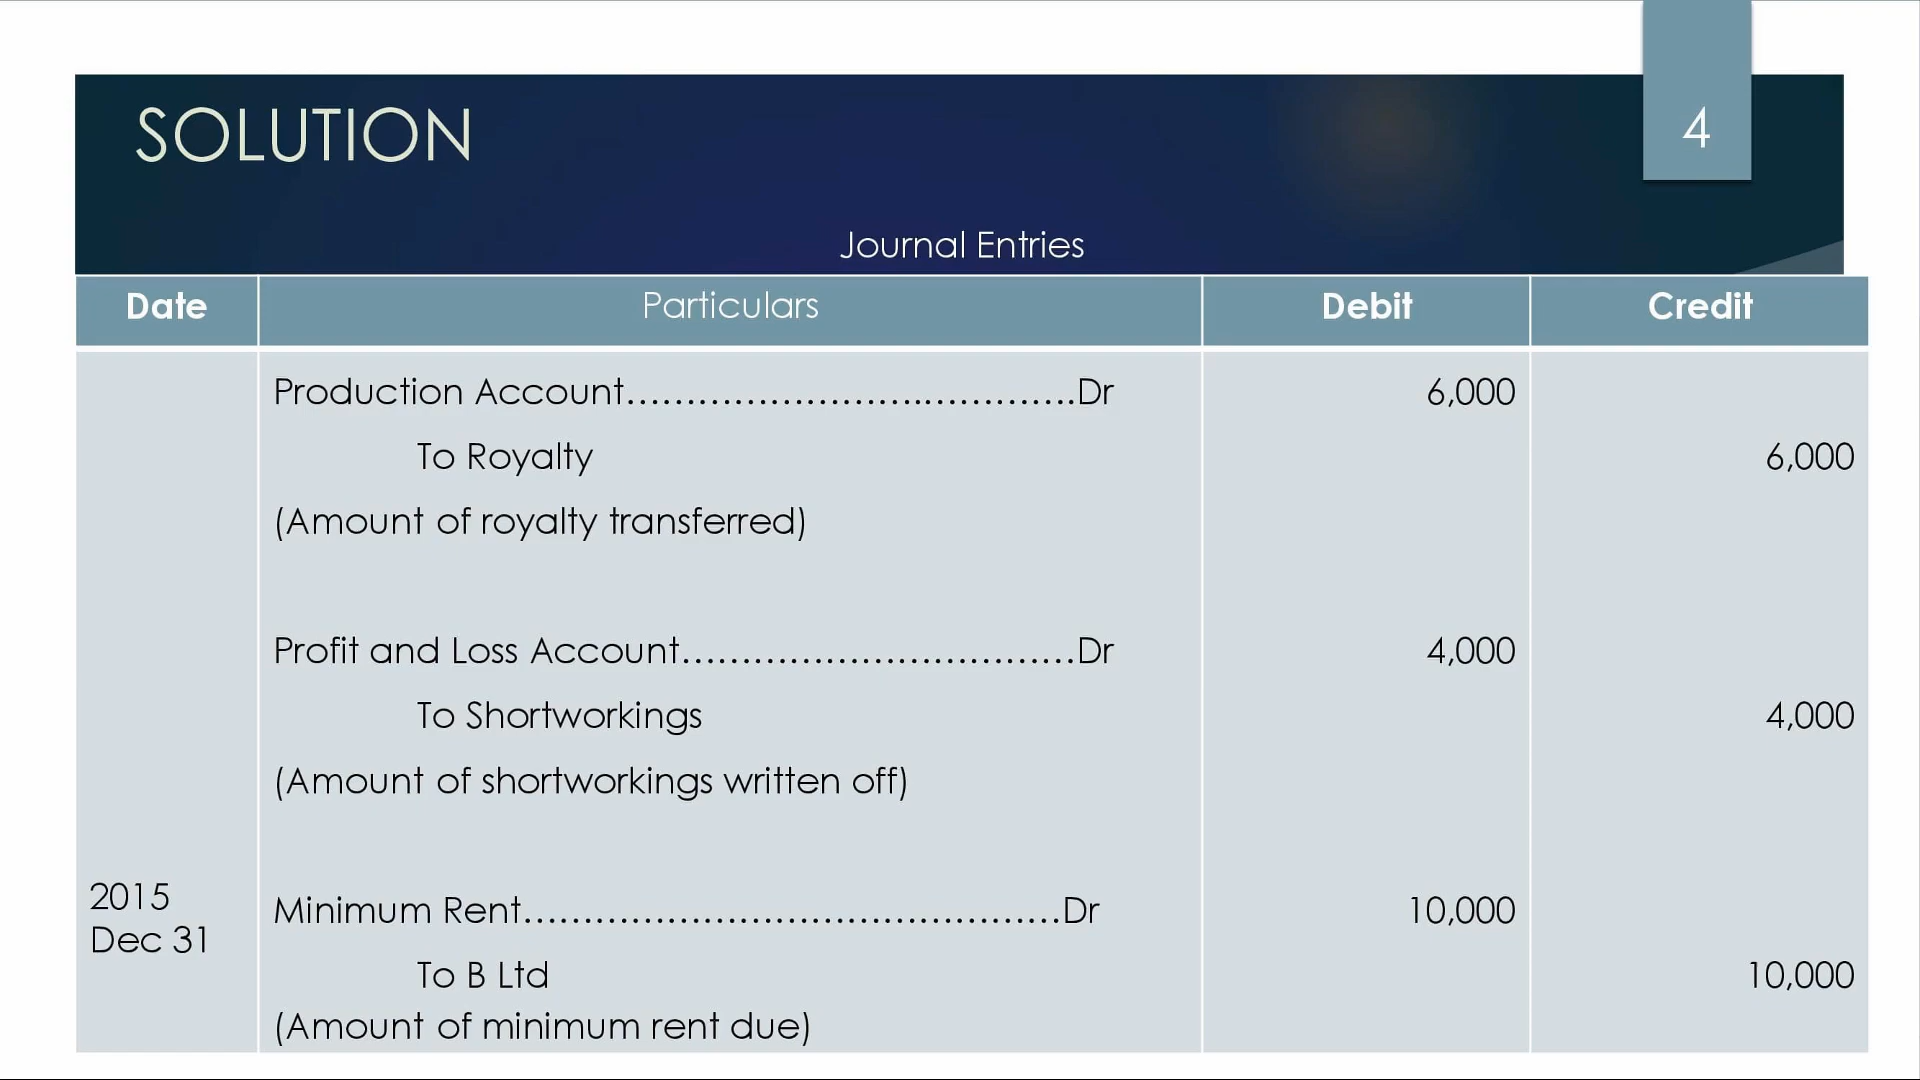 SOLUTION
4
Journal Entries
Date Particulars Debit Credit
Production Account……………………..………….Dr 6,000
To Royalty 6,000
(Amount of royalty transferred)
Profit and Loss Account……………………………Dr 4,000
To Shortworkings 4,000
(Amount of shortworkings written off)
2015
Dec 31
Minimum Rent………………………………………Dr 10,000
To B Ltd 10,000
(Amount of minimum rent due)